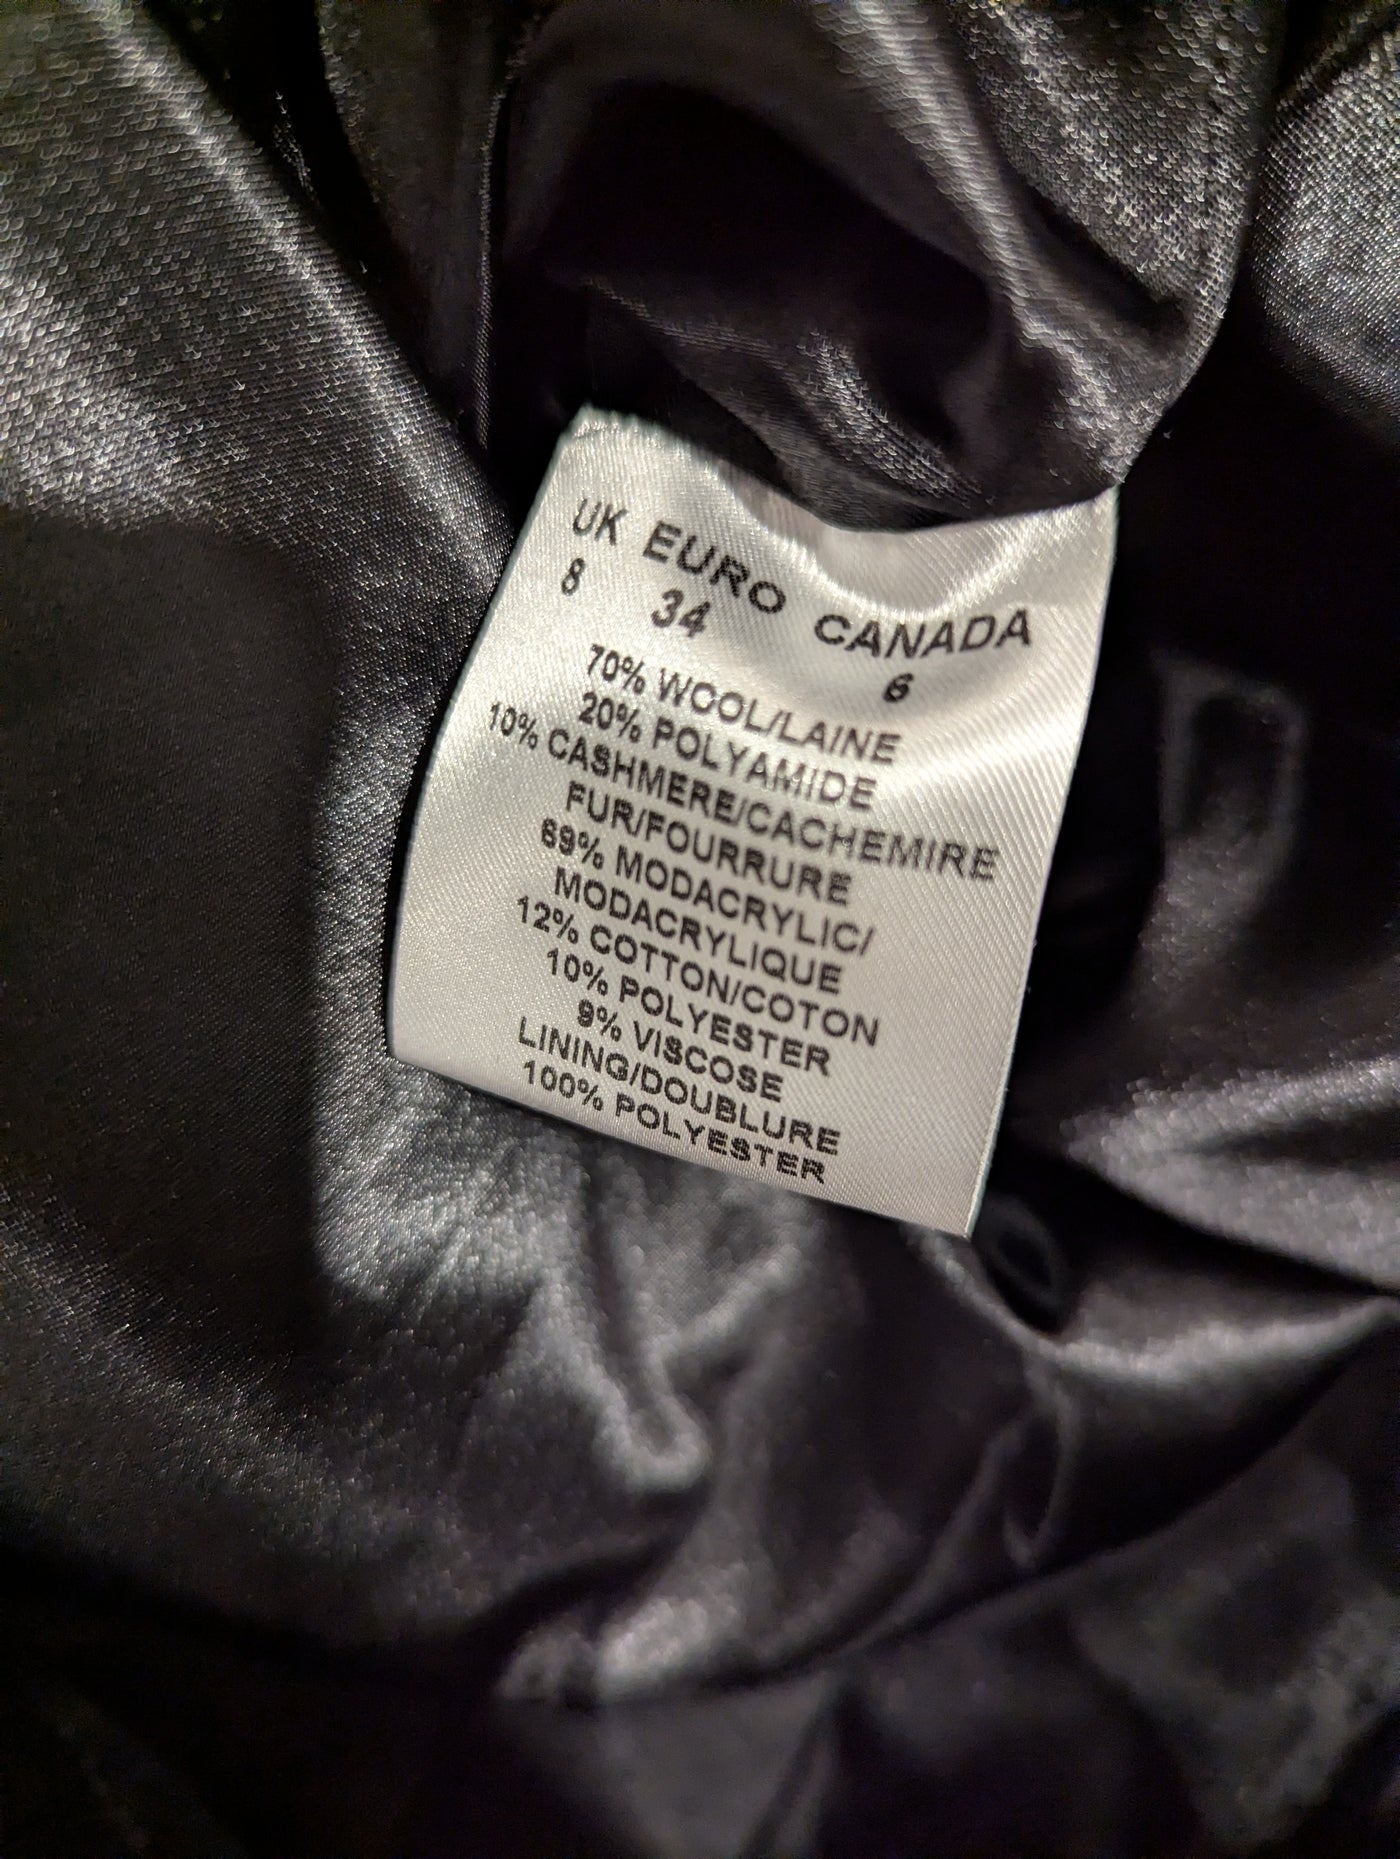 UK EURO CANADA
8 34 6
70% WOOL/LAINE
20% POLYAMIDE
10% CASHMERE/CACHEMIRE
FUR/FOURRURE
69% MODACRYLIC/
MODACRYLIQUE
12% COTTON/COTON
10% POLYESTER
9% VISCOSE
LINING/DOUBLURE
100% POLYESTER